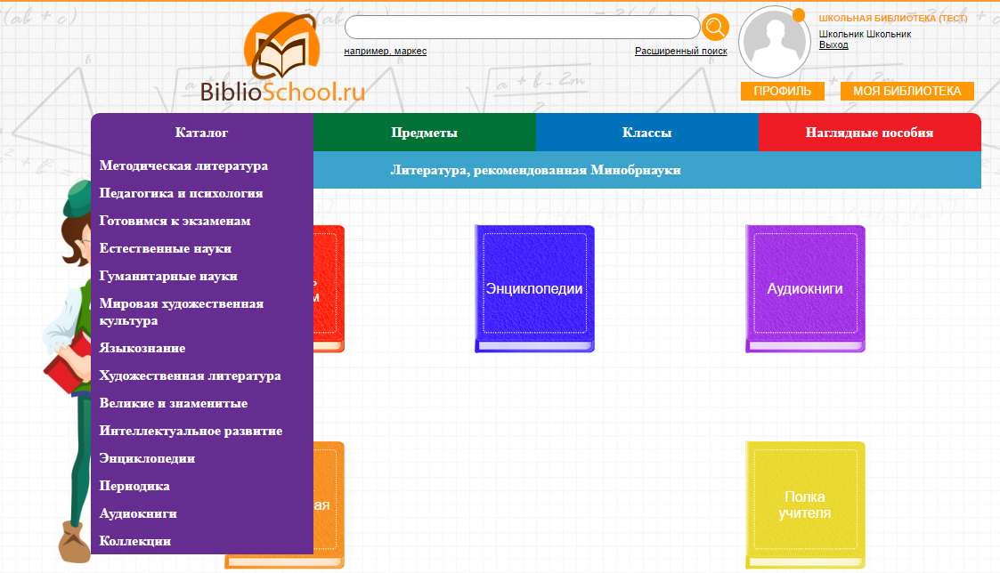 ШКОЛЬНАЯ БИБЛИОТЕКА (ТЕСТ)
Школьник Школьник
Выход
например, маркес
Расширенный поиск
BiblioSchool.ru
ПРОФИЛЬ
МОЯ БИБЛИОТЕКА
Каталог
Предметы
Классы
Наглядные пособия
Литература, рекомендованная Минобрнауки
Методическая литература
Педагогика и психология
Готовимся к экзаменам
Естественные науки
Гуманитарные науки
Мировая художественная
культура
Языкознание
Художественная литература
Великие и знаменитые
Интеллектуальное развитие
Энциклопедии
Периодика
Аудиокниги
Коллекции
Энциклопедии
Аудиокниги
ая
Полка
учителя